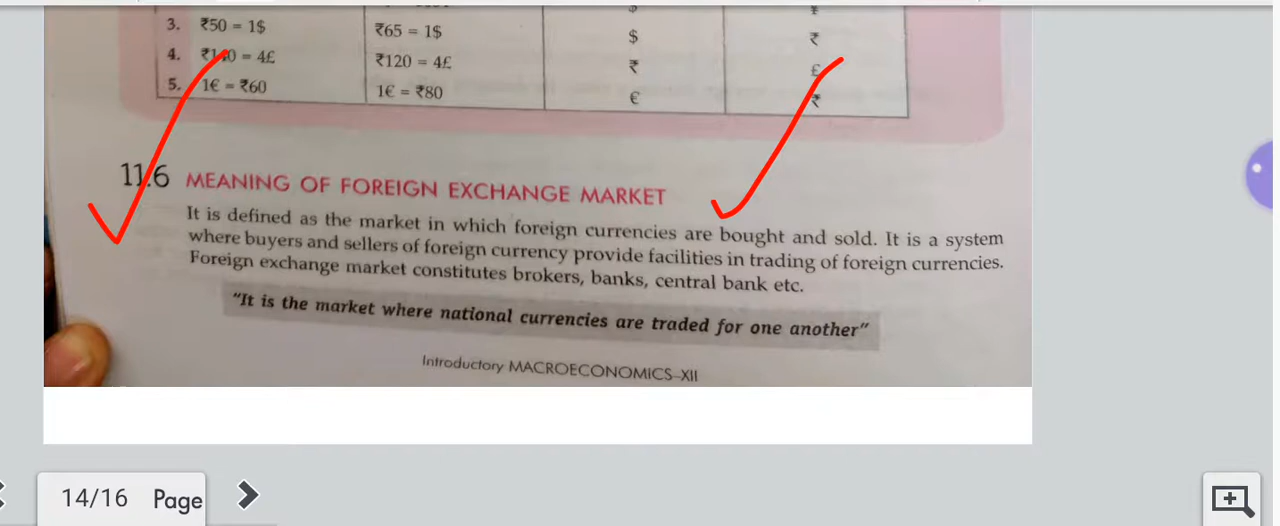 3. ₹50 = 1$ ₹65 = 1$ $ ₹
4. = 4£ ₹120 = 4£ ₹ £
5. 1€ = ₹60 1€ = ₹80 € ₹
11.6 MEANING OF FOREIGN EXCHANGE MARKET
It is defined as the market in which foreign currencies are bought and sold. It is a system
where buyers and sellers of foreign currency provide facilities in trading of foreign currencies.
Foreign exchange market constitutes brokers, banks, central bank etc.
"It is the market where national currencies are traded for one another"
Introductory MACROECONOMICS–XII
14/16 Page